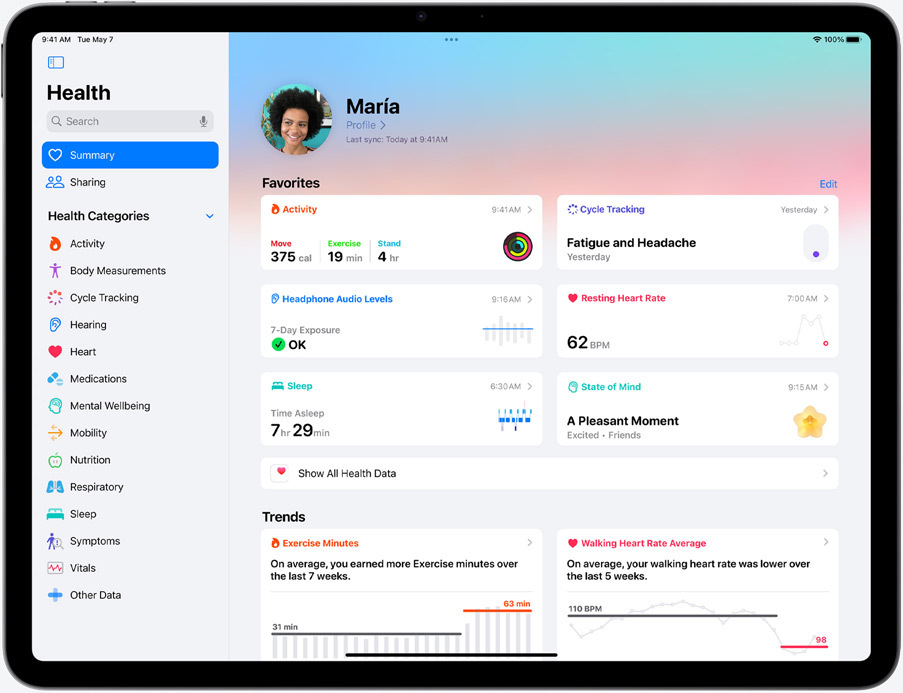 9:41 AM Tue May 7
100%
Health
Search
Summary
Sharing
Health Categories
Activity
Body Measurements
Cycle Tracking
Hearing
Heart
Medications
Mental Wellbeing
Mobility
Nutrition
Respiratory
Sleep
Symptoms
Vitals
Other Data
María
Profile
Last sync: Today at 9:41AM
Favorites
Edit
Activity
9:41AM
Move Exercise Stand
375 cal 19 min 4 hr
Cycle Tracking
Yesterday
Fatigue and Headache
Yesterday
Headphone Audio Levels
9:16AM
7-Day Exposure
OK
Resting Heart Rate
7:00AM
62 BPM
Sleep
6:30AM
Time Asleep
7hr 29min
State of Mind
9:15AM
A Pleasant Moment
Excited • Friends
Show All Health Data
Trends
Exercise Minutes
On average, you earned more Exercise minutes over
the last 7 weeks.
63 min
31 min
Walking Heart Rate Average
On average, your walking heart rate was lower over
the last 5 weeks.
110 BPM
98